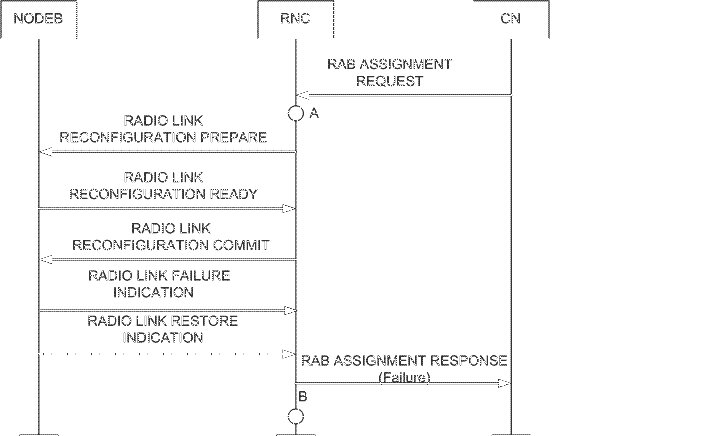 NODEB
RNC
CN
RAB ASSIGNMENT
REQUEST
A
RADIO LINK
RECONFIGURATION PREPARE
RADIO LINK
RECONFIGURATION READY
RADIO LINK
RECONFIGURATION COMMIT
RADIO LINK FAILURE
INDICATION
RADIO LINK RESTORE
INDICATION
RAB ASSIGNMENT RESPONSE
(Failure)
B